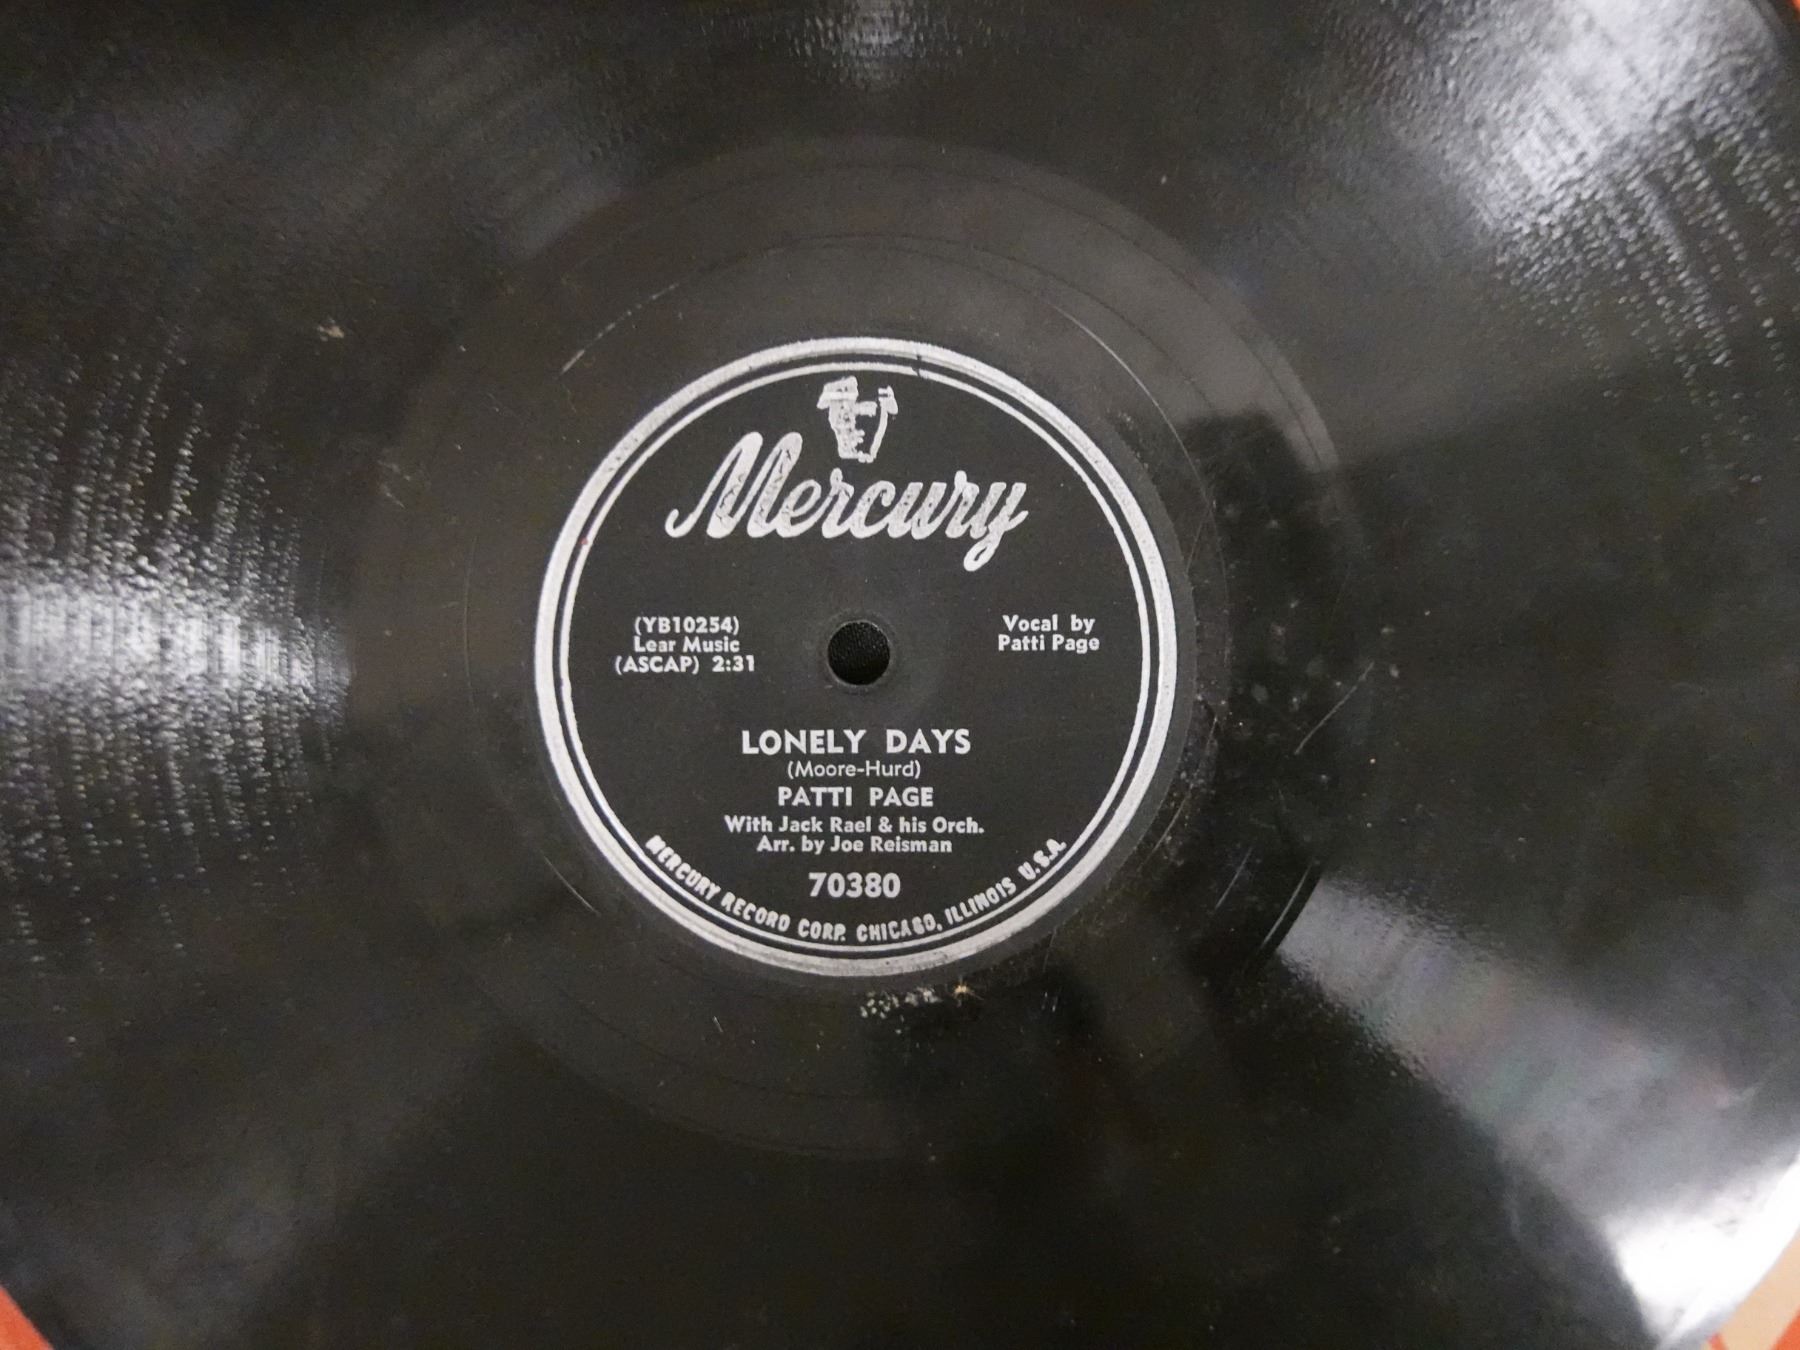 Mercury
(YB10254)
Lear Music
(ASCAP) 2:31
Vocal by
Patti Page
LONELY DAYS
(Moore-Hurd)
PATTI PAGE
With Jack Rael & his Orch.
Arr. by Joe Reisman
70380
MERCURY RECORD CORP. CHICAGO, ILLINOIS U.S.A.